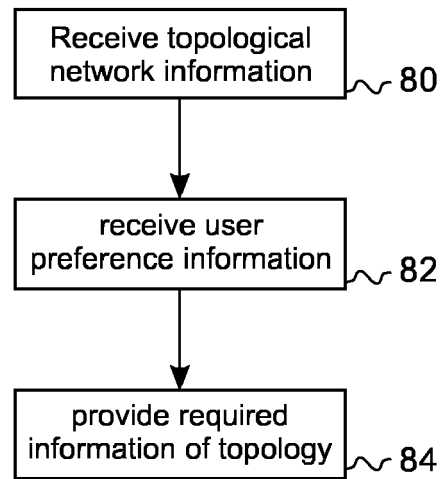 Receive topological
network information
80
receive user
preference information
82
provide required
information of topology
84